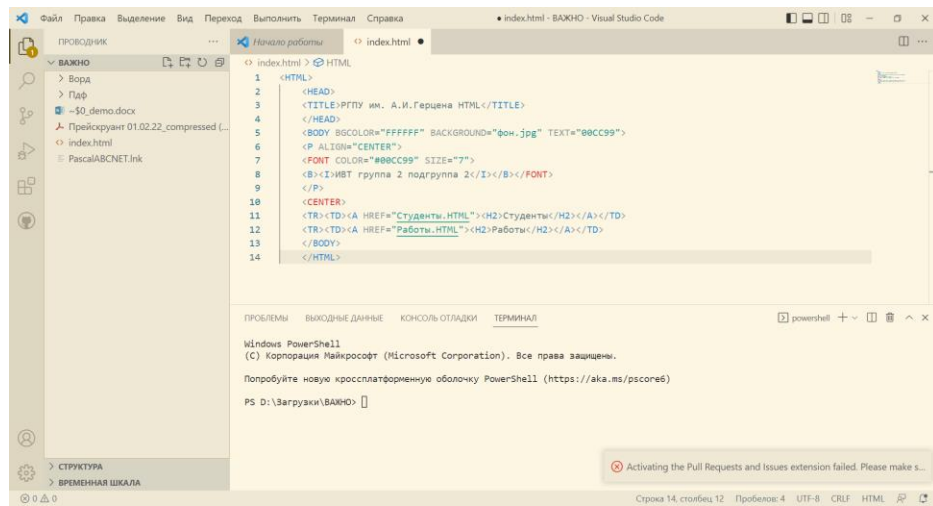 Файл Правка Выделение Вид Переход Выполнить Терминал Справка
● index.html - ВАЖНО - Visual Studio Code
ПРОВОДНИК ···
Начало работы
<> index.html ●
ВАЖНО
<> index.html > HTML
> Ворд
> Пдф
~$0_demo.docx
Прейскруант 01.02.22_compressed (...
<> index.html
PascalABCNET.lnk
1 <HTML>
2 <HEAD>
3 <TITLE>РГПУ им. А.И.Герцена HTML</TITLE>
4 </HEAD>
5 <BODY BGCOLOR="FFFFFF" BACKGROUND="фон.jpg" TEXT="00CC99">
6 <P ALIGN="CENTER">
7 <FONT COLOR="#00CC99" SIZE="7">
8 <B><I>ИВТ группа 2 подгруппа 2</I></B></FONT>
9 </P>
10 <CENTER>
11 <TR><TD><A HREF="Студенты.HTML"><H2>Студенты</H2></A></TD>
12 <TR><TD><A HREF="Работы.HTML"><H2>Работы</H2></A></TD>
13 </BODY>
14 </HTML>
ПРОБЛЕМЫ ВЫХОДНЫЕ ДАННЫЕ КОНСОЛЬ ОТЛАДКИ ТЕРМИНАЛ
powershell
Windows PowerShell
(C) Корпорация Майкрософт (Microsoft Corporation). Все права защищены.
Попробуйте новую кроссплатформенную оболочку PowerShell (https://aka.ms/pscore6)
PS D:\Загрузки\ВАЖНО>
> СТРУКТУРА
> ВРЕМЕННАЯ ШКАЛА
Activating the Pull Requests and Issues extension failed. Please make s...
0 0
Строка 14, столбец 12 Пробелов: 4 UTF-8 CRLF HTML
1